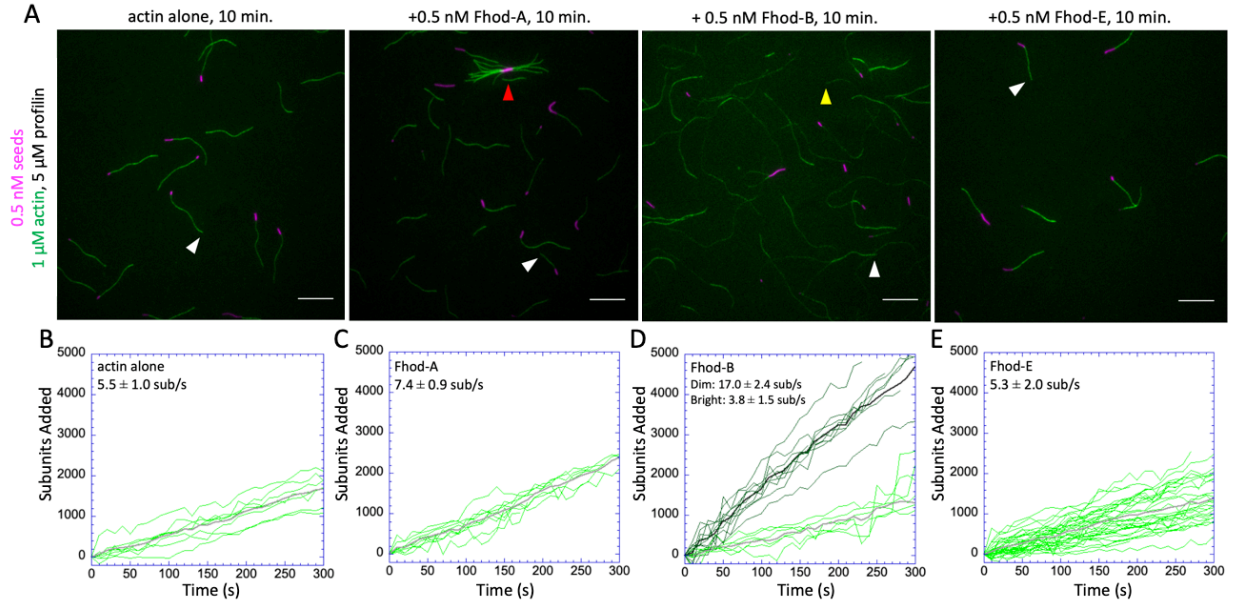 A
actin alone, 10 min.
+0.5 nM Fhod-A, 10 min.
+ 0.5 nM Fhod-B, 10 min.
+0.5 nM Fhod-E, 10 min.
0.5 nM seeds
1 µM actin, 5 µM profilin
B
actin alone
5.5 ± 1.0 sub/s
Subunits Added
5000
4000
3000
2000
1000
0
0 50 100 150 200 250 300
Time (s)
C
Fhod-A
7.4 ± 0.9 sub/s
Subunits Added
5000
4000
3000
2000
1000
0
0 50 100 150 200 250 300
Time (s)
D
Fhod-B
Dim: 17.0 ± 2.4 sub/s
Bright: 3.8 ± 1.5 sub/s
Subunits Added
5000
4000
3000
2000
1000
0
0 50 100 150 200 250 300
Time (s)
E
Fhod-E
5.3 ± 2.0 sub/s
Subunits Added
5000
4000
3000
2000
1000
0
0 50 100 150 200 250 300
Time (s)